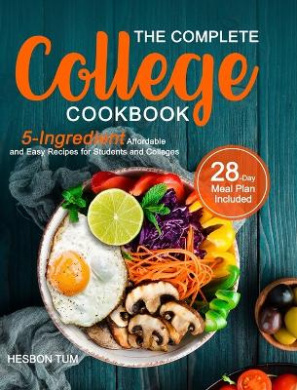 THE COMPLETE
College
COOKBOOK
5-Ingredient Affordable
and Easy Recipes for Students and Colleges
28-Day
Meal Plan
Included
HESBON TUM